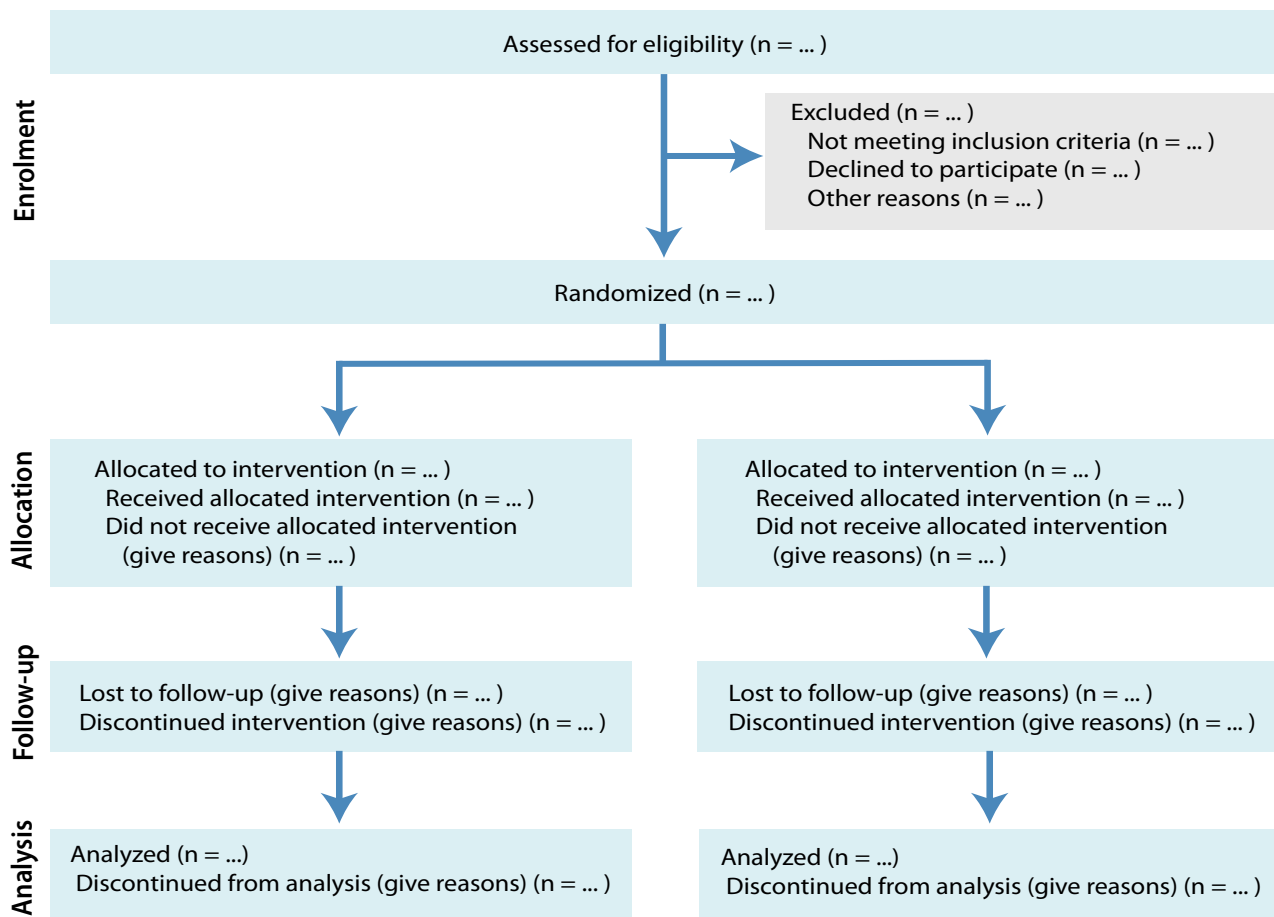 Enrolment
Assessed for eligibility (n = ... )
Excluded (n = ... )
Not meeting inclusion criteria (n = ... )
Declined to participate (n = ... )
Other reasons (n = ... )
Randomized (n = ... )
Allocation
Allocated to intervention (n = ... )
Received allocated intervention (n = ... )
Did not receive allocated intervention
(give reasons) (n = ... )
Allocated to intervention (n = ... )
Received allocated intervention (n = ... )
Did not receive allocated intervention
(give reasons) (n = ... )
Follow-up
Lost to follow-up (give reasons) (n = ... )
Discontinued intervention (give reasons) (n = ... )
Lost to follow-up (give reasons) (n = ... )
Discontinued intervention (give reasons) (n = ... )
Analysis
Analyzed (n = ...)
Discontinued from analysis (give reasons) (n = ... )
Analyzed (n = ...)
Discontinued from analysis (give reasons) (n = ... )